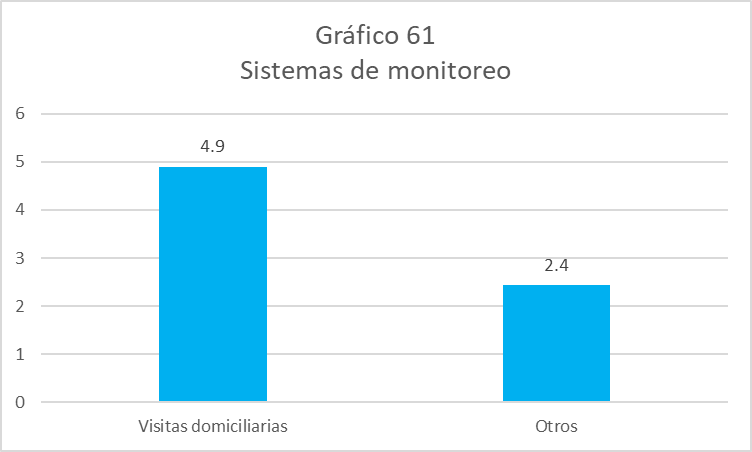 Gráfico 61
Sistemas de monitoreo
6
5
4
3
2
1
0
4.9
2.4
Visitas domiciliarias
Otros